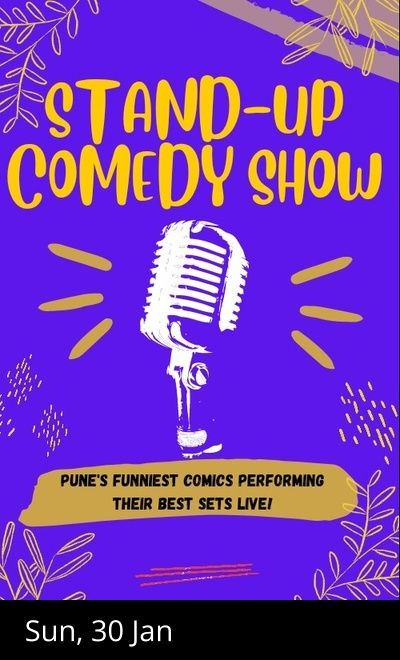 STAND-UP
COMEDY SHOW
PUNE'S FUNNIEST COMICS PERFORMING
THEIR BEST SETS LIVE!
Sun, 30 Jan